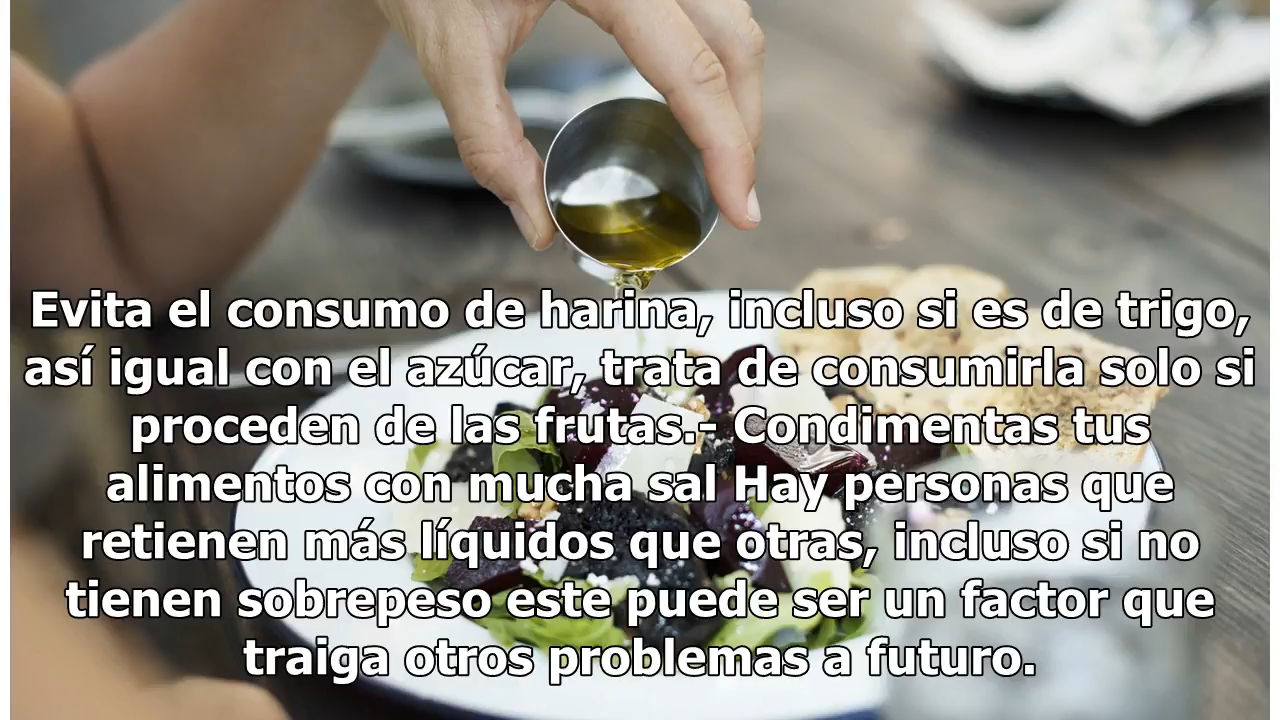 Evita el consumo de harina, incluso si es de trigo,
así igual con el azúcar, trata de consumirla solo si
proceden de las frutas.- Condimentas tus
alimentos con mucha sal Hay personas que
retienen más líquidos que otras, incluso si no
tienen sobrepeso este puede ser un factor que
traiga otros problemas a futuro.